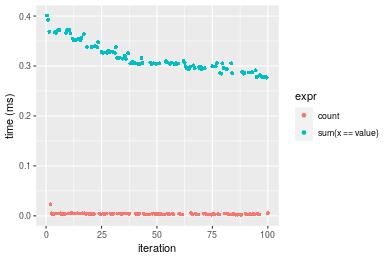 0.4
0.3
0.2
0.1
0.0
time (ms)
0
25
50
75
100
iteration
expr
count
sum(x == value)